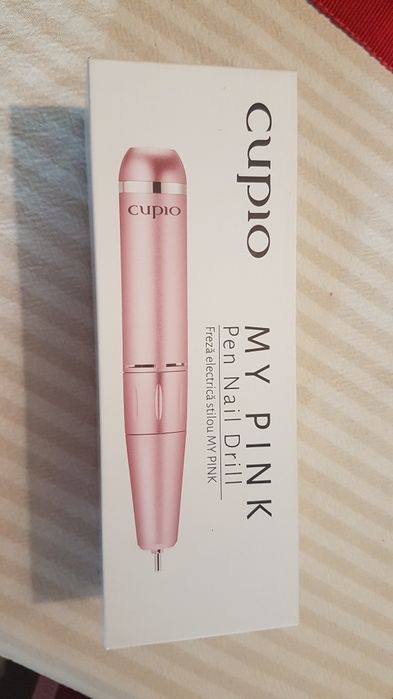 cupio
MY PINK
Pen Nail Drill
Freză electrică stilou MY PINK
cupio